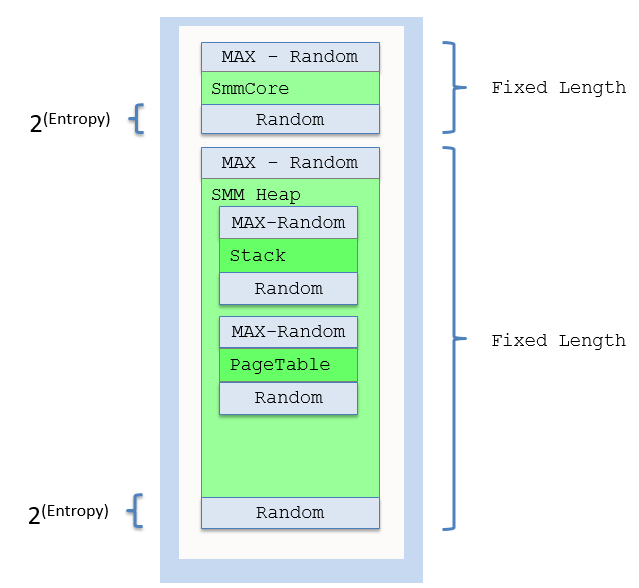 MAX - Random
SmmCore
Random
2(Entropy)
Fixed Length
MAX - Random
SMM Heap
MAX-Random
Stack
Random
MAX-Random
PageTable
Random
Fixed Length
Random
2(Entropy)